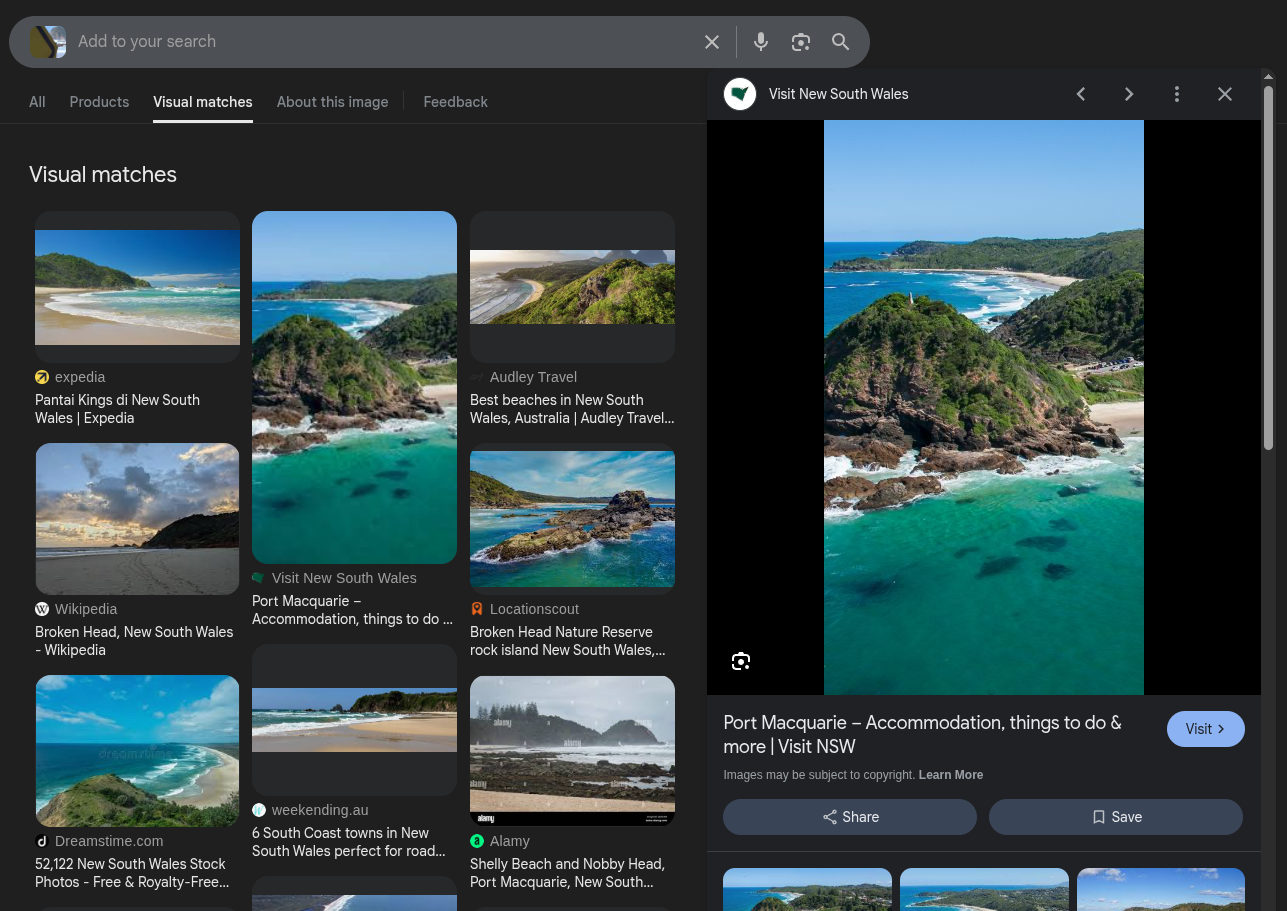 Add to your search
All
Products
Visual matches
About this image
Feedback
Visual matches
expedia
Pantai Kings di New South
Wales | Expedia
Wikipedia
Broken Head, New South Wales
- Wikipedia
dreamstime
Dreamstime.com
52,122 New South Wales Stock
Photos - Free & Royalty-Free...
Visit New South Wales
Port Macquarie –
Accommodation, things to do ...
weekending.au
6 South Coast towns in New
South Wales perfect for road...
Audley Travel
Best beaches in New South
Wales, Australia | Audley Travel...
Locationscout
Broken Head Nature Reserve
rock island New South Wales,...
alamy
alamy
alamy
alamy
alamy
Alamy
Shelly Beach and Nobby Head,
Port Macquarie, New South...
Visit New South Wales
Port Macquarie – Accommodation, things to do &
more | Visit NSW
Visit
Images may be subject to copyright. Learn More
Share
Save